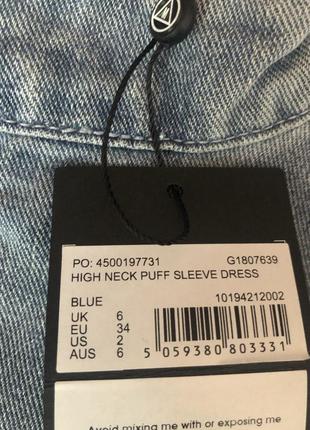 PO: 4500197731 G1807639
HIGH NECK PUFF SLEEVE DRESS
BLUE 10194212002
UK 6
EU 34
US 2
AUS 6
5 059380 803331
Avoid mixing me with or exposing me